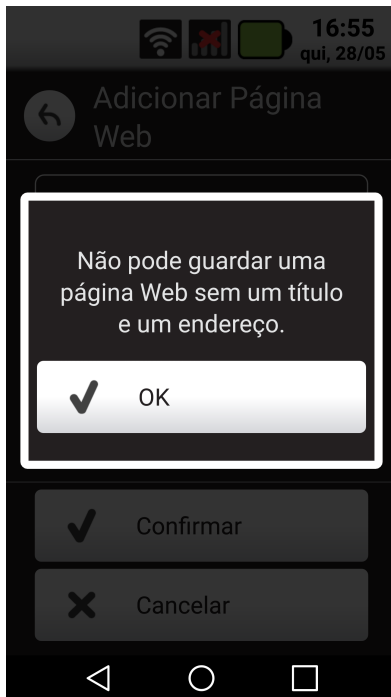 16:55
qui, 28/05
Adicionar Página
Web
Não pode guardar uma
página Web sem um título
e um endereço.
OK
Confirmar
Cancelar